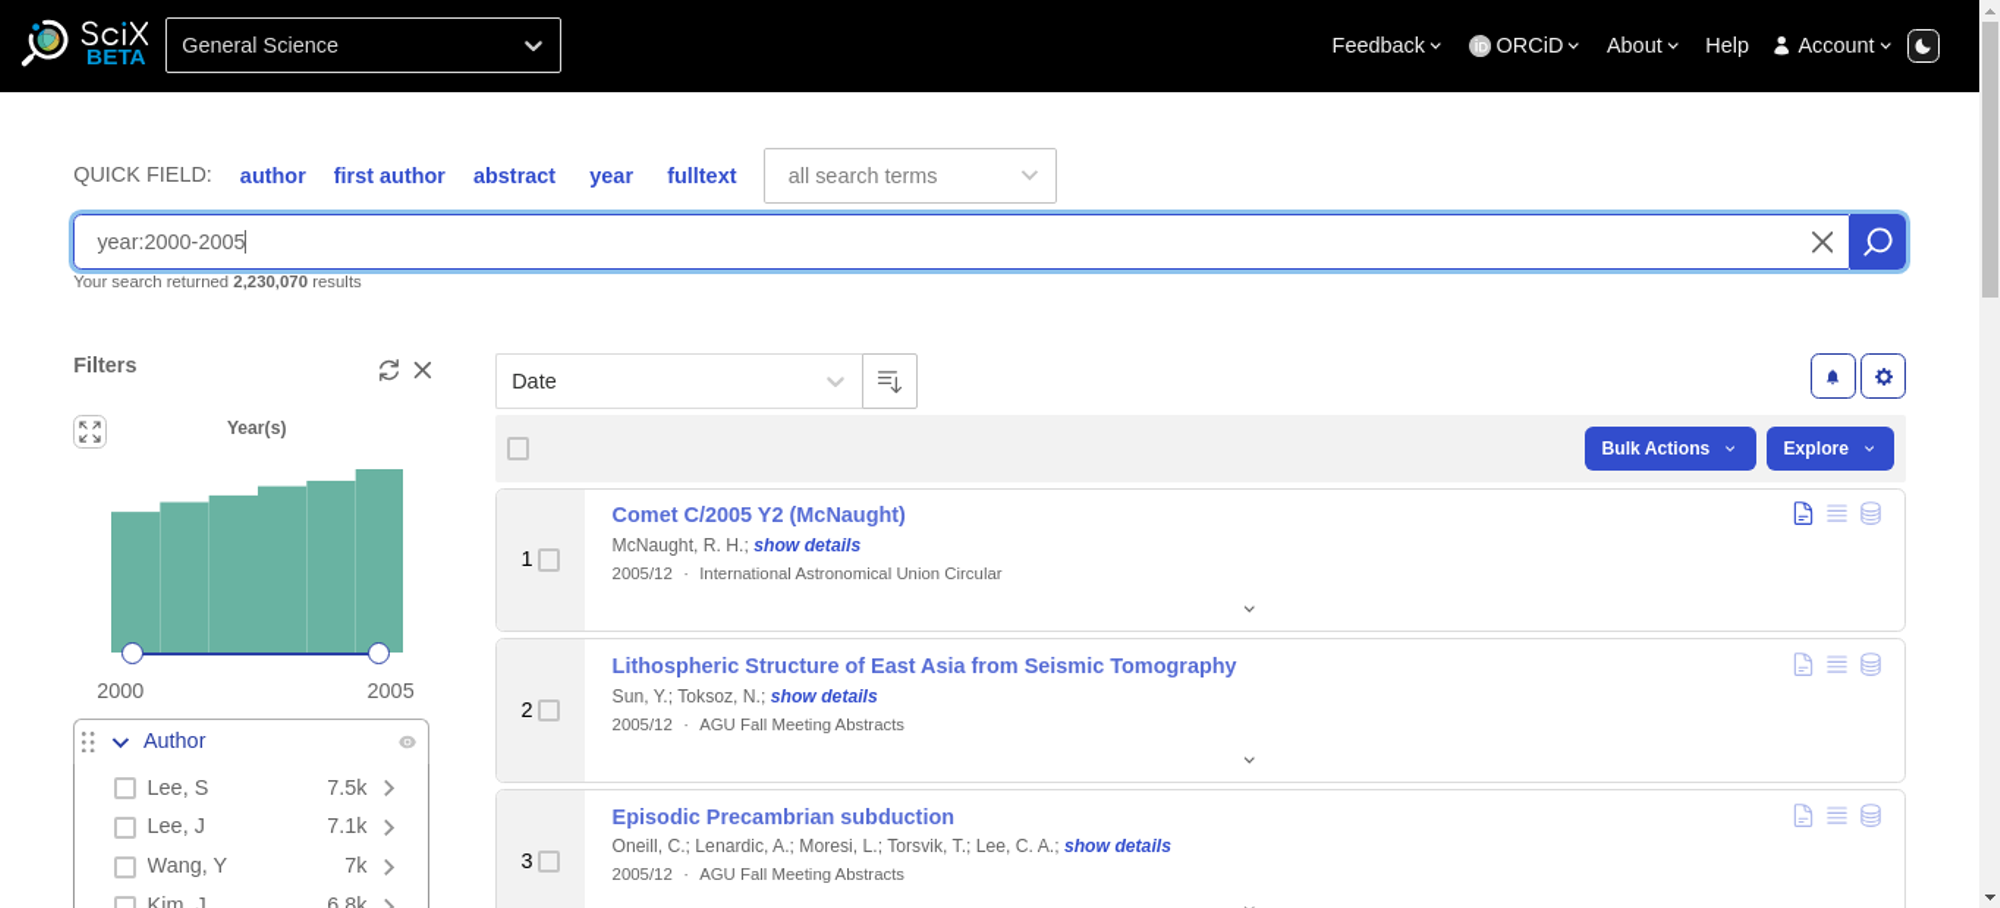 SciX
BETA
General Science
Feedback
iD ORCiD
About
Help
Account
QUICK FIELD:
author
first author
abstract
year
fulltext
all search terms
year:2000-2005
Your search returned 2,230,070 results
Filters
Year(s)
2000
2005
Author
Lee, S 7.5k
Lee, J 7.1k
Wang, Y 7k
Kim, J 6.8k
Date
Bulk Actions
Explore
1
Comet C/2005 Y2 (McNaught)
McNaught, R. H.; show details
2005/12 · International Astronomical Union Circular
2
Lithospheric Structure of East Asia from Seismic Tomography
Sun, Y.; Toksoz, N.; show details
2005/12 · AGU Fall Meeting Abstracts
3
Episodic Precambrian subduction
Oneill, C.; Lenardic, A.; Moresi, L.; Torsvik, T.; Lee, C. A.; show details
2005/12 · AGU Fall Meeting Abstracts